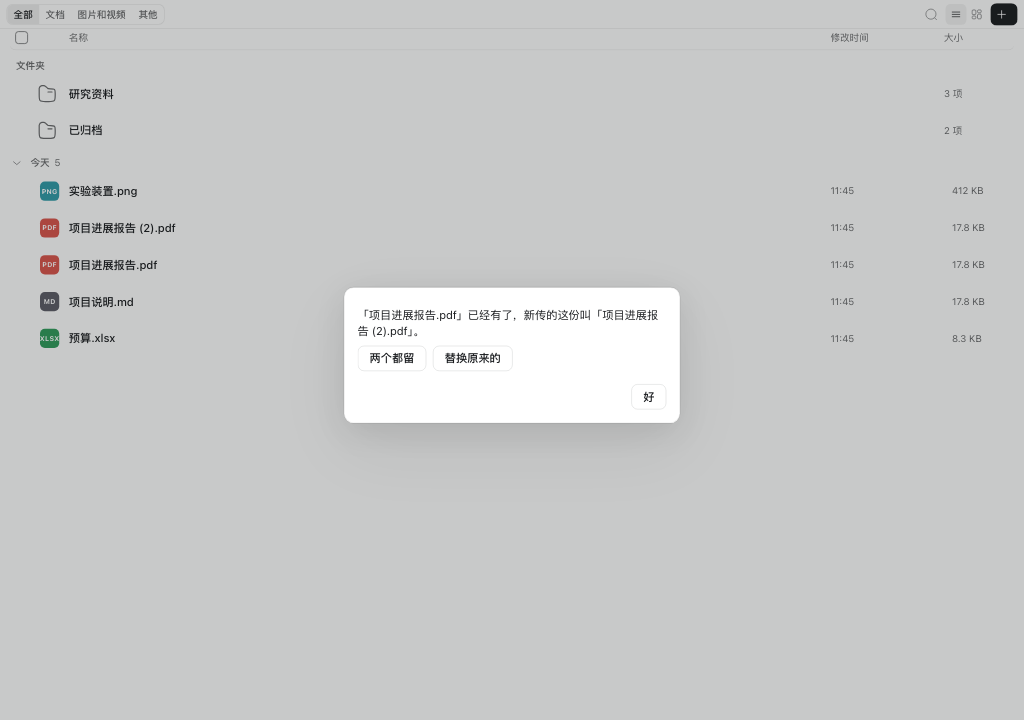 全部 文档 图片和视频 其他
名称 修改时间 大小
文件夹
研究资料 3 项
已归档 2 项
今天 5
PNG 实验装置.png 11:45 412 KB
PDF 项目进展报告 (2).pdf 11:45 17.8 KB
PDF 项目进展报告.pdf 11:45 17.8 KB
MD 项目说明.md 11:45 17.8 KB
XLSX 预算.xlsx 11:45 8.3 KB
「项目进展报告.pdf」已经有了，新传的这份叫「项目进展报
告 (2).pdf」。
两个都留 替换原来的
好